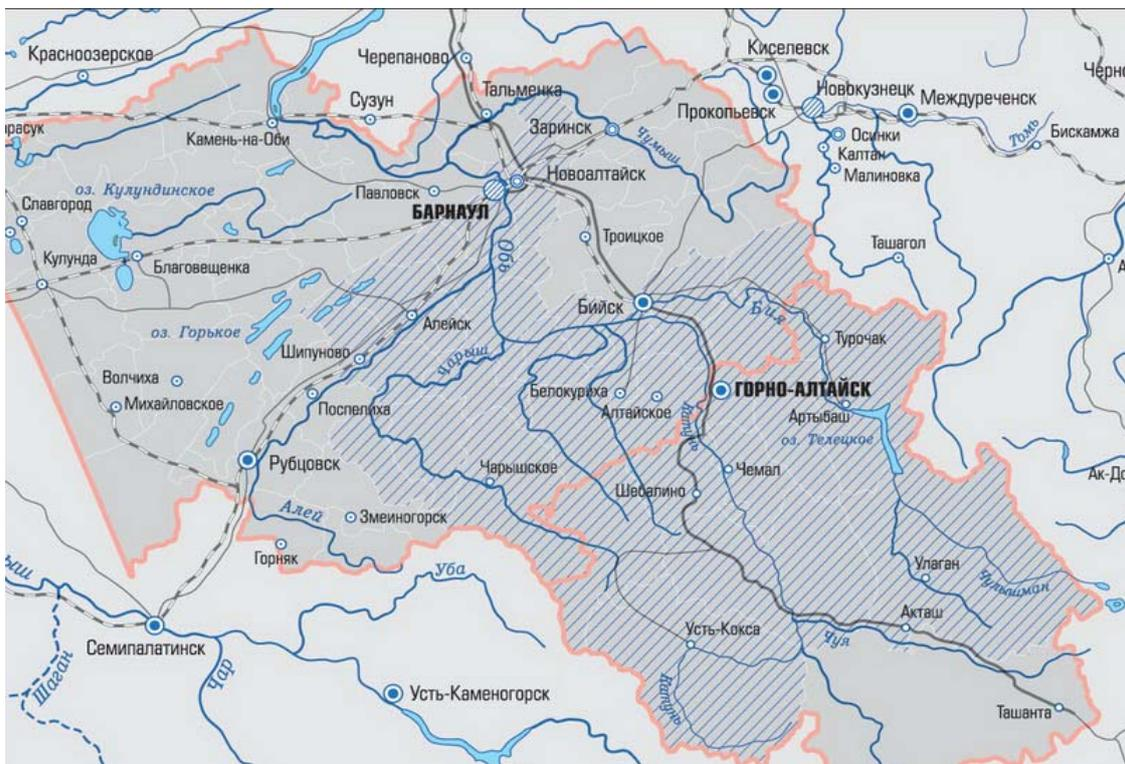 Красноозерское
Черепаново
Киселевск
Тальменка
Новокузнецк
Сузун
Прокопьевск
Междуреченск
Заринск
Чумыш
Осинки
Томь
Бискамжа
Камень-на-Оби
Калтан
Малиновка
оз. Кулундинское
Павловск
Новоалтайск
Славгород
БАРНАУЛ
Троицкое
Ташагол
Кулунда
Благовещенка
Обь
Бийск
Бия
оз. Горькое
Алейск
Шипуново
Чарыш
Турочак
Волчиха
Белокуриха
ГОРНО-АЛТАЙСК
Михайловское
Поспелиха
Алтайское
Катунь
Артыбаш
оз. Телецкое
Рубцовск
Чарышское
Чемал
Шебалино
Алей
Змеиногорск
Горняк
Уба
Улаган
Чулышман
Акташ
Семипалатинск
Усть-Кокса
Чуя
Шаган
Чар
Усть-Каменогорск
Катунь
Ташанта